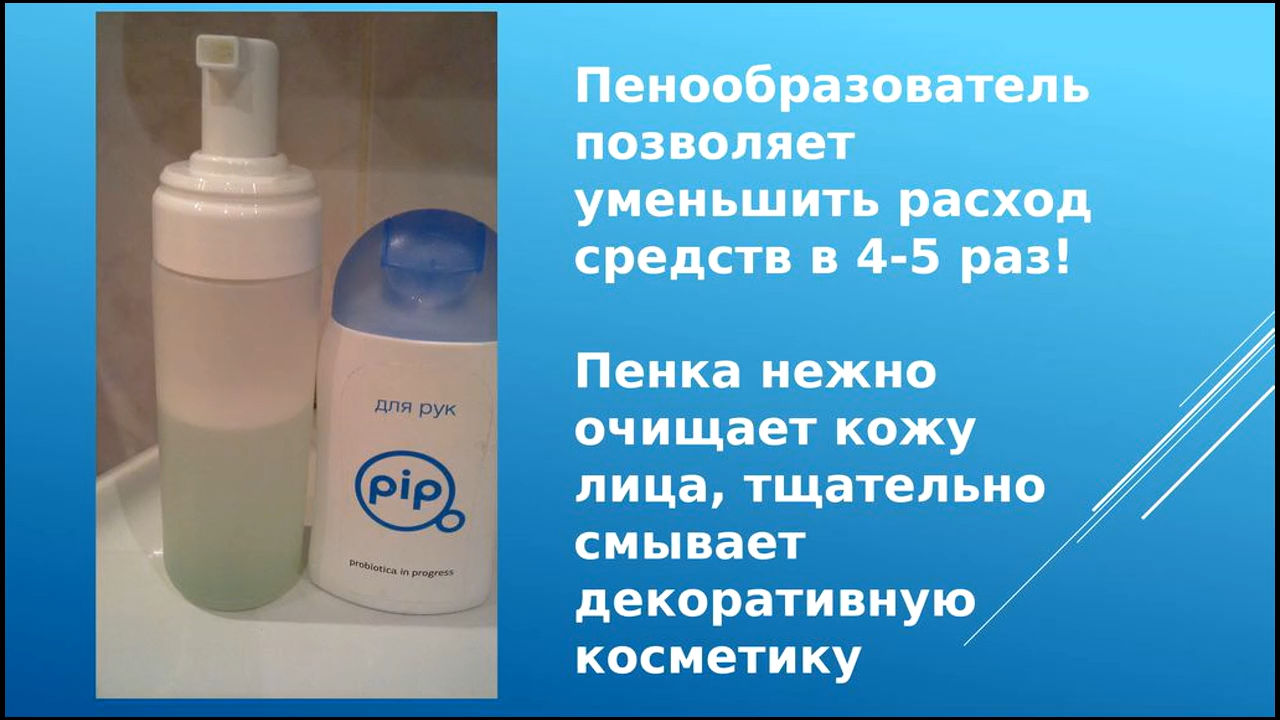 Пенообразователь
позволяет
уменьшить расход
средств в 4-5 раз!
Пенка нежно
очищает кожу
лица, тщательно
смывает
декоративную
косметику
для рук
pip
probiotica in progress